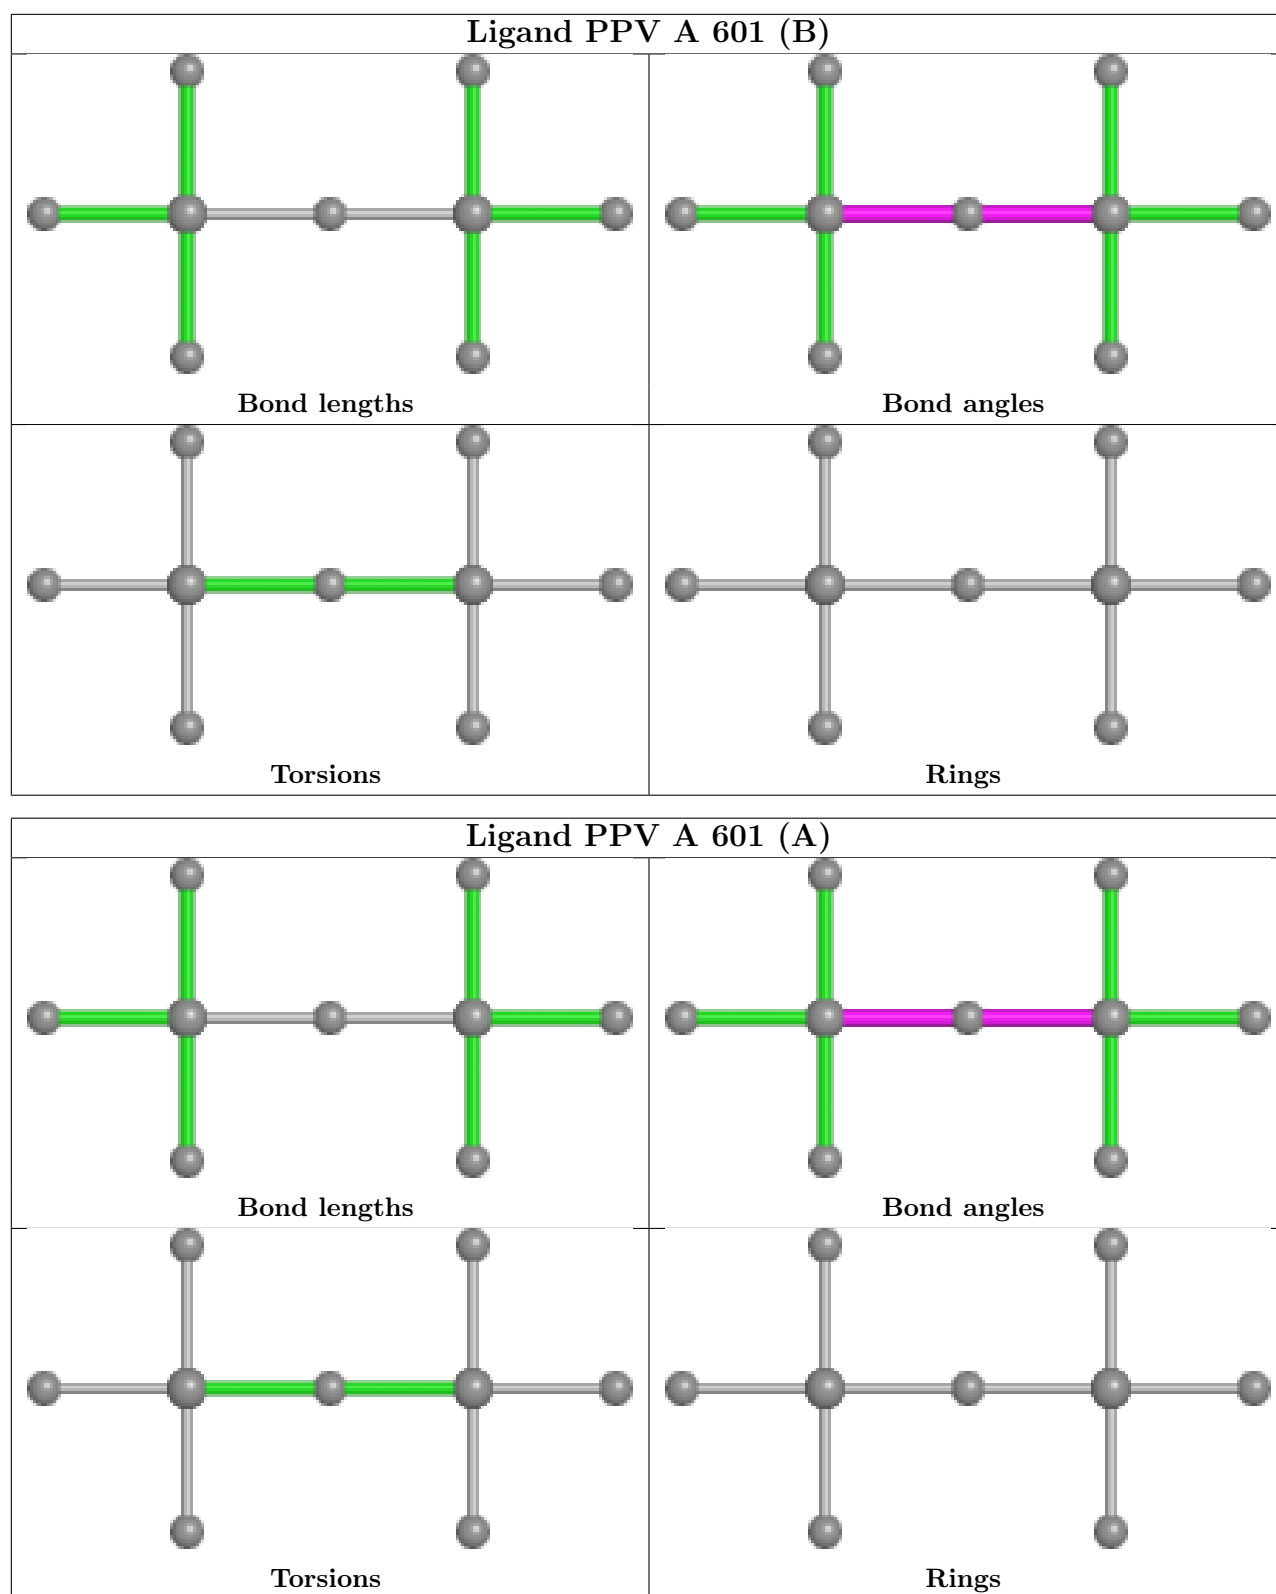 Ligand PPV A 601 (B)
Bond lengths
Bond angles
Torsions
Rings
Ligand PPV A 601 (A)
Bond lengths
Bond angles
Torsions
Rings